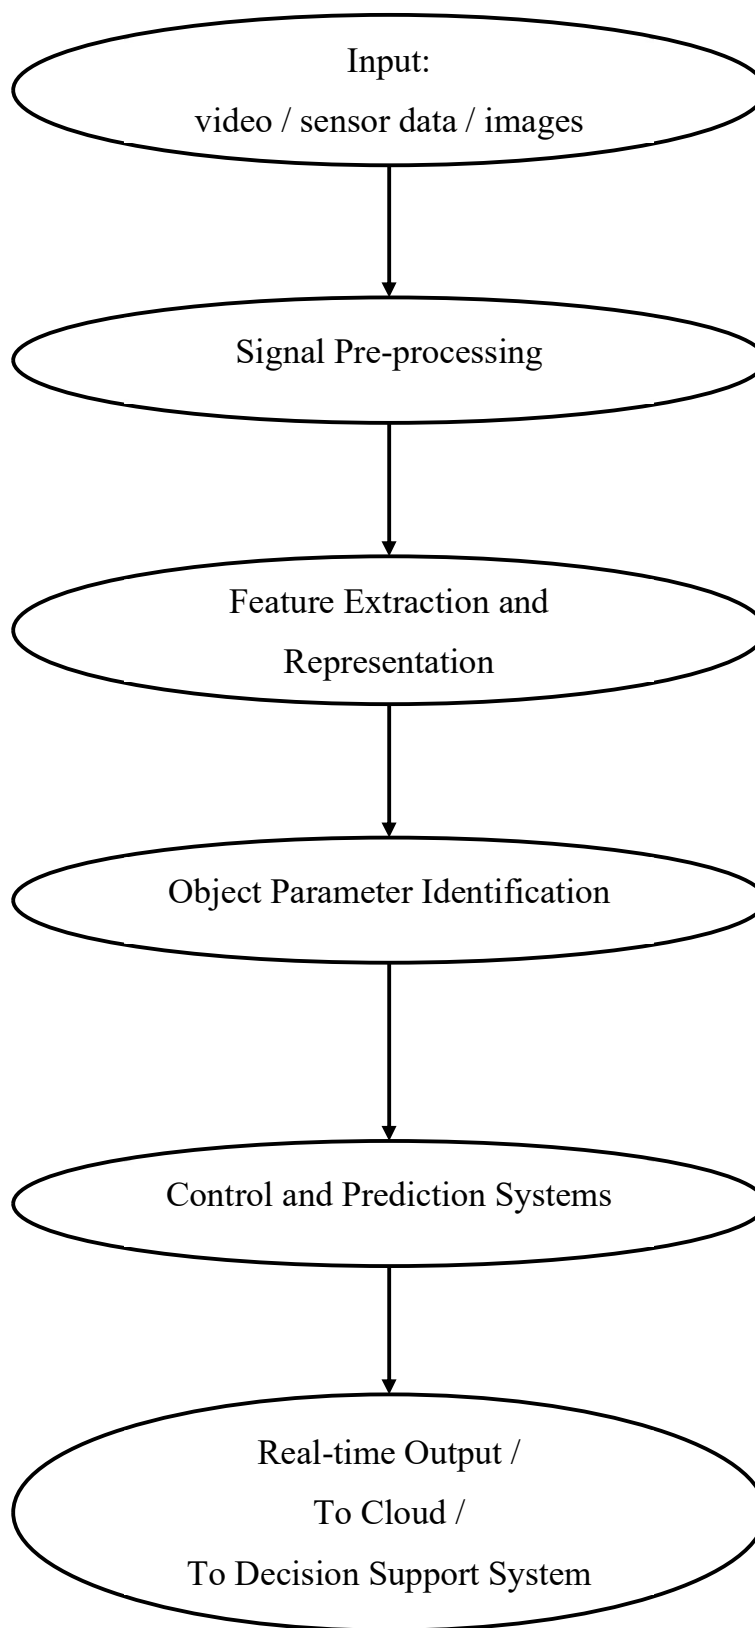 Input:
video / sensor data / images
Signal Pre-processing
Feature Extraction and
Representation
Object Parameter Identification
Control and Prediction Systems
Real-time Output /
To Cloud /
To Decision Support System